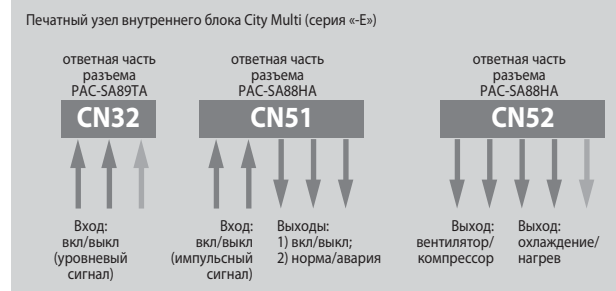 Печатный узел внутреннего блока City Multi (серия «-E»)
ответная часть
разъема
PAC-SA89TA
CN32
Вход:
вкл/выкл
(уровневый
сигнал)
ответная часть
разъема
PAC-SA88HA
CN51
Вход:
вкл/выкл
(импульсный
сигнал)
Выходы:
1) вкл/выкл;
2) норма/авария
ответная часть
разъема
PAC-SA88HA
CN52
Выход:
вентилятор/
компрессор
Выход:
охлаждение/
нагрев